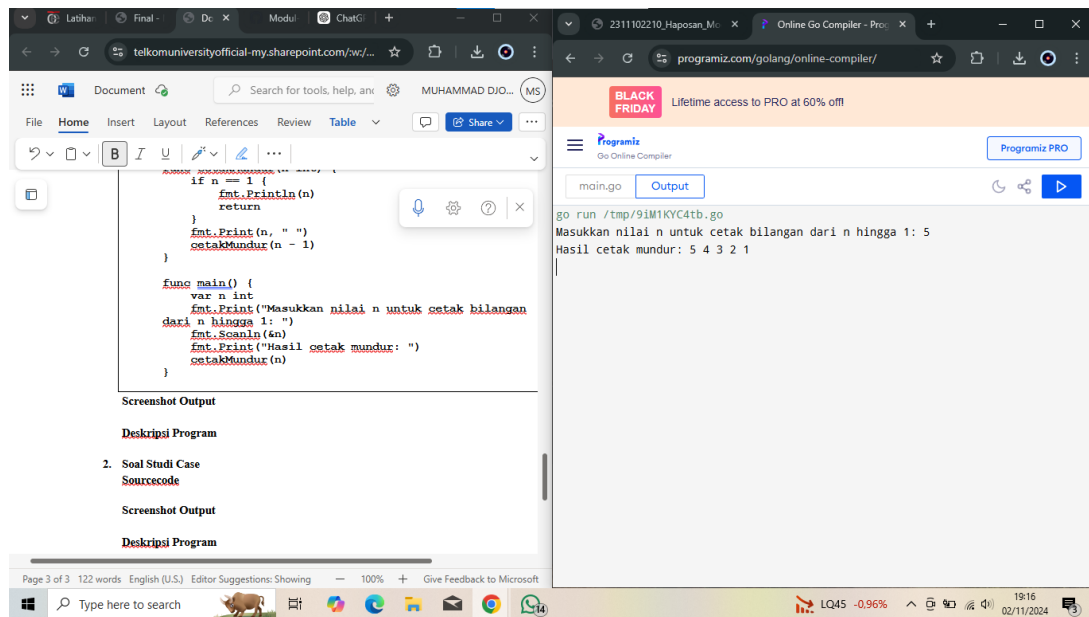 Latihan
Final -
Do
Modul
ChatG
telkomuniversityofficial-my.sharepoint.com/:w:/...
Document
Search for tools, help, and
MUHAMMAD DJO...
MS
File Home Insert Layout References Review Table
Share
B I U
if n == 1 {
fmt.Println(n)
return
}
fmt.Print(n, " ")
cetakMundur(n - 1)
}
func main() {
var n int
fmt.Print("Masukkan nilai n untuk cetak bilangan
dari n hingga 1: ")
fmt.Scanln(&n)
fmt.Print("Hasil cetak mundur: ")
cetakMundur(n)
}
Screenshot Output
Deskripsi Program
2. Soal Studi Case
Sourcecode
Screenshot Output
Deskripsi Program
Page 3 of 3 122 words English (U.S.) Editor Suggestions: Showing 100% Give Feedback to Microsoft
2311102210_Haposan_Mo
Online Go Compiler - Prog
programiz.com/golang/online-compiler/
BLACK
FRIDAY
Lifetime access to PRO at 60% off!
Programiz
Go Online Compiler
Programiz PRO
main.go
Output
go run /tmp/9iM1KYC4tb.go
Masukkan nilai n untuk cetak bilangan dari n hingga 1: 5
Hasil cetak mundur: 5 4 3 2 1
Type here to search
14
LQ45 -0,96%
19:16
02/11/2024
3